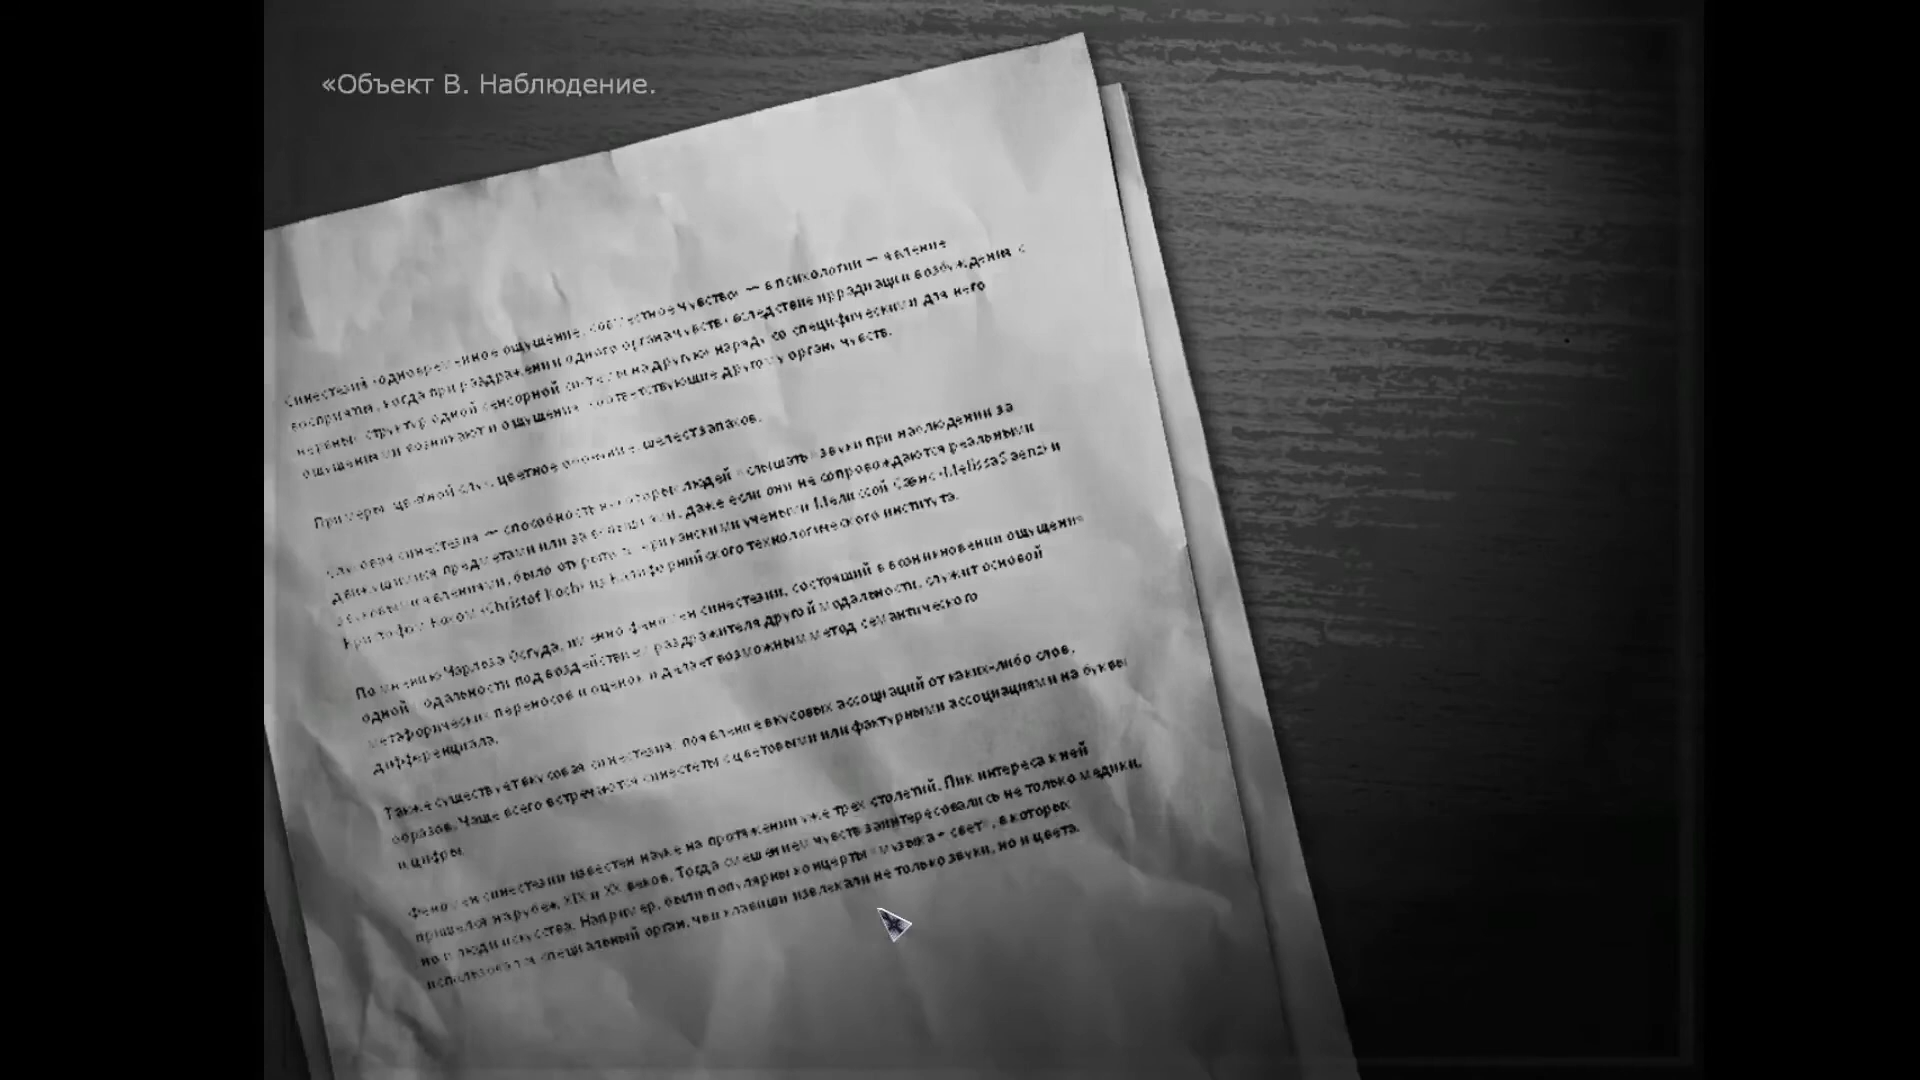 «Объект В. Наблюдение.
Синестезия (одновременное ощущение, совместное чувство) — в психологии — явление
восприятия, когда при раздражении одного органа чувств вследствие иррадиации возбуждения с
нервных структур одной сенсорной системы на другую наряду со специфическими для него
ощущениями возникают и ощущения, соответствующие другому органу чувств.
Примеры: цветной слух, цветное обоняние, шелест запахов.
Слуховая синестезия — способность некоторых людей «слышать» звуки при наблюдении за
движущимися предметами или за вспышками, даже если они не сопровождаются реальными
звуковыми явлениями, было открыто американскими учеными Мелиссой Сэенс (Melissa Saenz) и
Кристофом Кохом (Christof Koch) из Калифорнийского технологического института.
По мнению Чарлза Осгуда, именно феномен синестезии, состоящий в возникновении ощущения
одной модальности под воздействием раздражителя другой модальности, служит основой
метафорических переносов и оценок и делает возможным метод семантического
дифференциала.
Также существует вкусовая синестезия: появление вкусовых ассоциаций от каких-либо слов,
образов. Чаще всего встречаются синестеты с цветовыми или фактурными ассоциациями на буквы
и цифры.
Феномен синестезии известен науке на протяжении уже трех столетий. Пик интереса к ней
пришелся на рубеж XIX и XX веков. Тогда смешением чувств заинтересовались не только медики,
но и люди искусства. Например, были популярны концерты «музыка + свет», в которых
использовался специальный орган, чьи клавиши извлекали не только звуки, но и цвета.